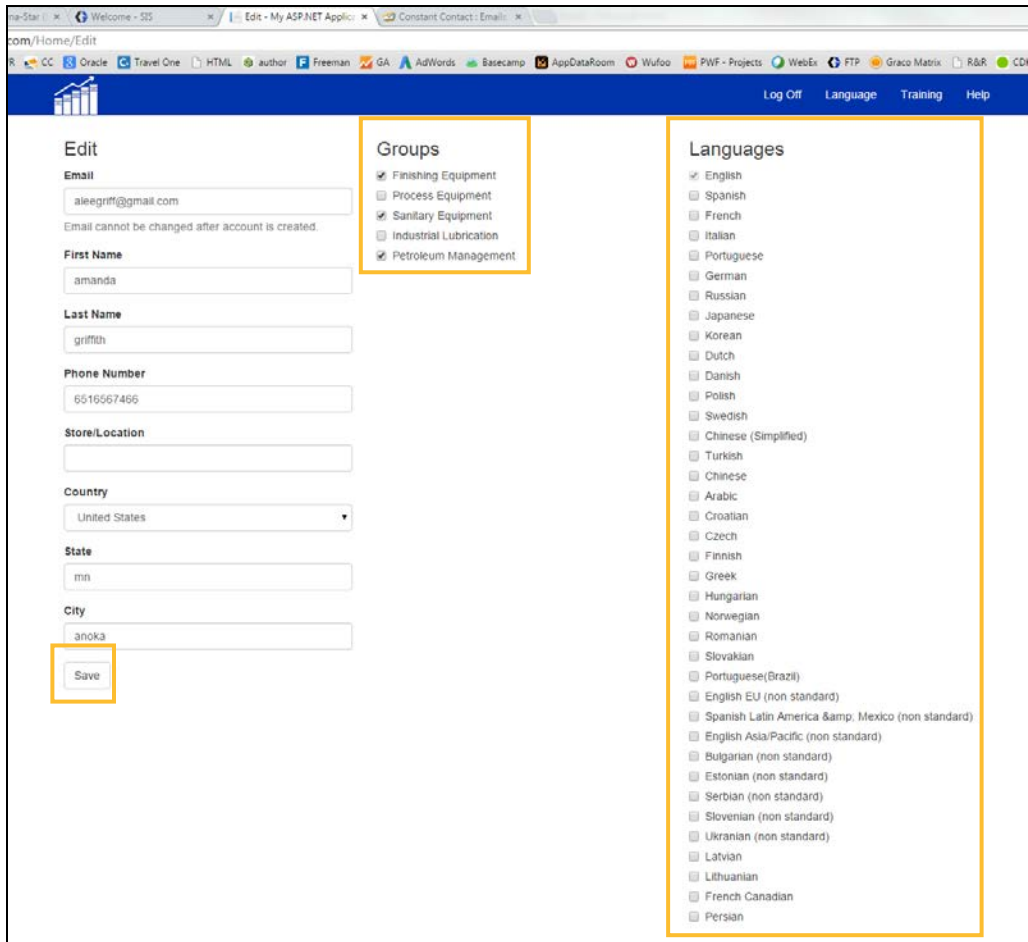 na-Star
Welcome - SIS
Edit - My ASP.NET Applic
Constant Contact : Emails
com/Home/Edit
R CC Oracle Travel One HTML author Freeman GA AdWords Basecamp AppDataRoom Wufoo PWF - Projects WebEx FTP Graco Matrix R&R
Log Off Language Training Help
Edit
Email
aleegriff@gmail.com
Email cannot be changed after account is created.
First Name
amanda
Last Name
griffith
Phone Number
6516567466
Store/Location
Country
United States
State
mn
City
anoka
Save
Groups
Finishing Equipment
Process Equipment
Sanitary Equipment
Industrial Lubrication
Petroleum Management
Languages
English
Spanish
French
Italian
Portuguese
German
Russian
Japanese
Korean
Dutch
Danish
Polish
Swedish
Chinese (Simplified)
Turkish
Chinese
Arabic
Croatian
Czech
Finnish
Greek
Hungarian
Norwegian
Romanian
Slovakian
Portuguese(Brazil)
English EU (non standard)
Spanish Latin America &amp; Mexico (non standard)
English Asia/Pacific (non standard)
Bulgarian (non standard)
Estonian (non standard)
Serbian (non standard)
Slovenian (non standard)
Ukranian (non standard)
Latvian
Lithuanian
French Canadian
Persian